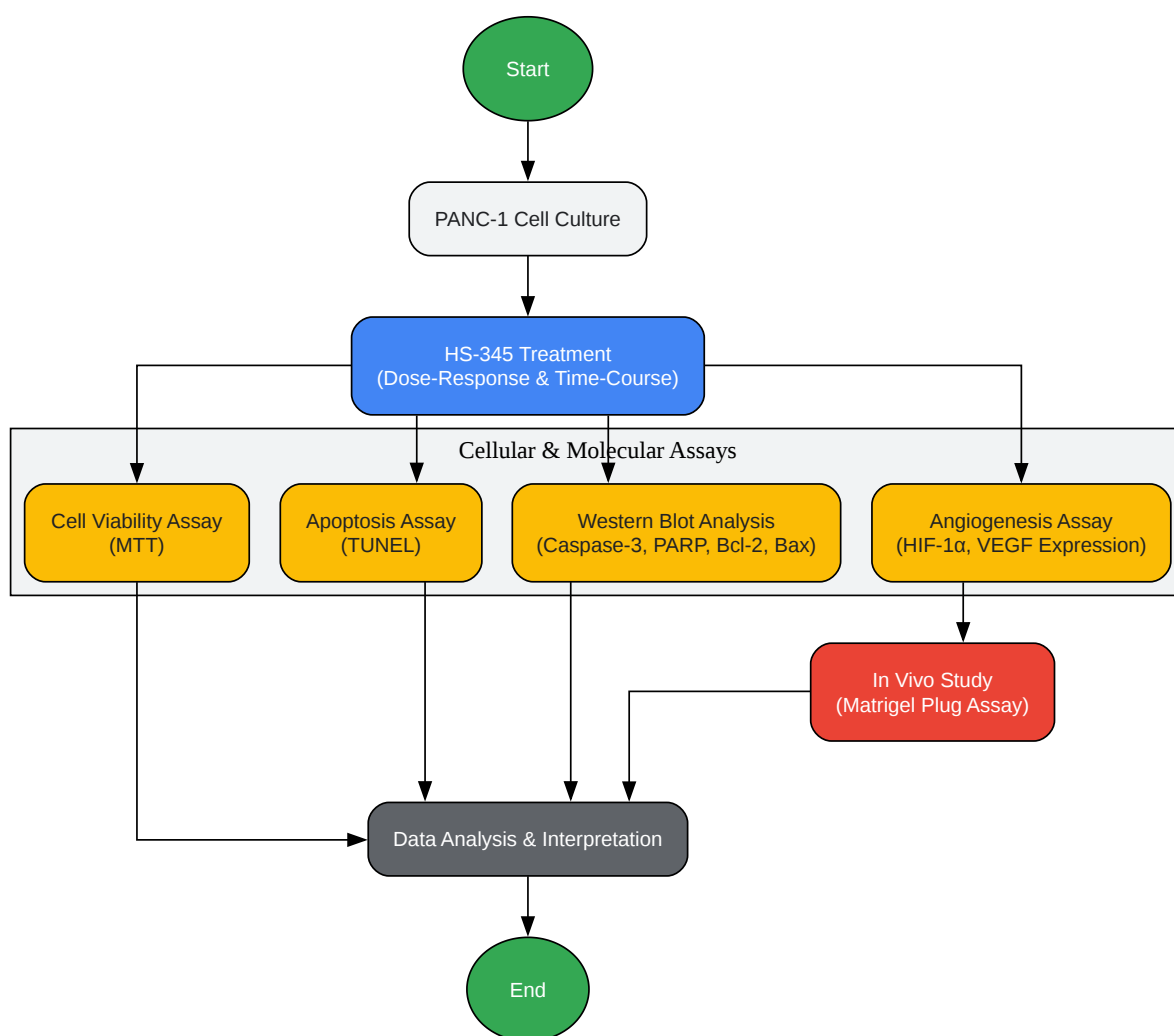 Start
PANC-1 Cell Culture
HS-345 Treatment
(Dose-Response & Time-Course)
Cellular & Molecular Assays
Cell Viability Assay
(MTT)
Apoptosis Assay
(TUNEL)
Western Blot Analysis
(Caspase-3, PARP, Bcl-2, Bax)
Angiogenesis Assay
(HIF-1α, VEGF Expression)
In Vivo Study
(Matrigel Plug Assay)
Data Analysis & Interpretation
End